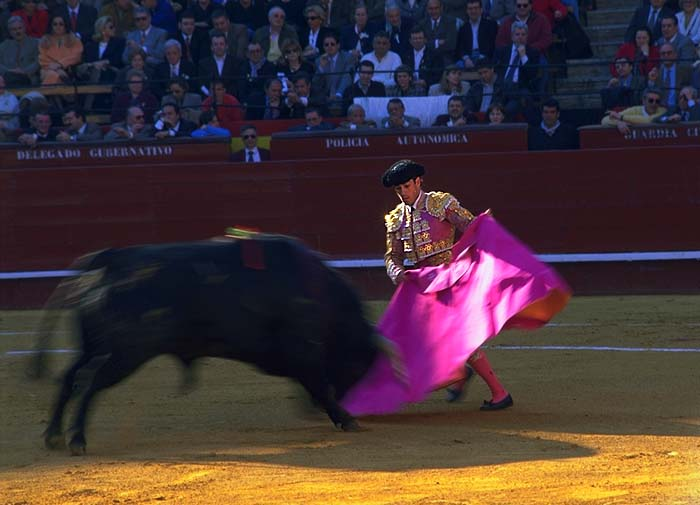 DELEGADO GUBERNATIVO
POLICIA AUTONOMICA
GUARDIA